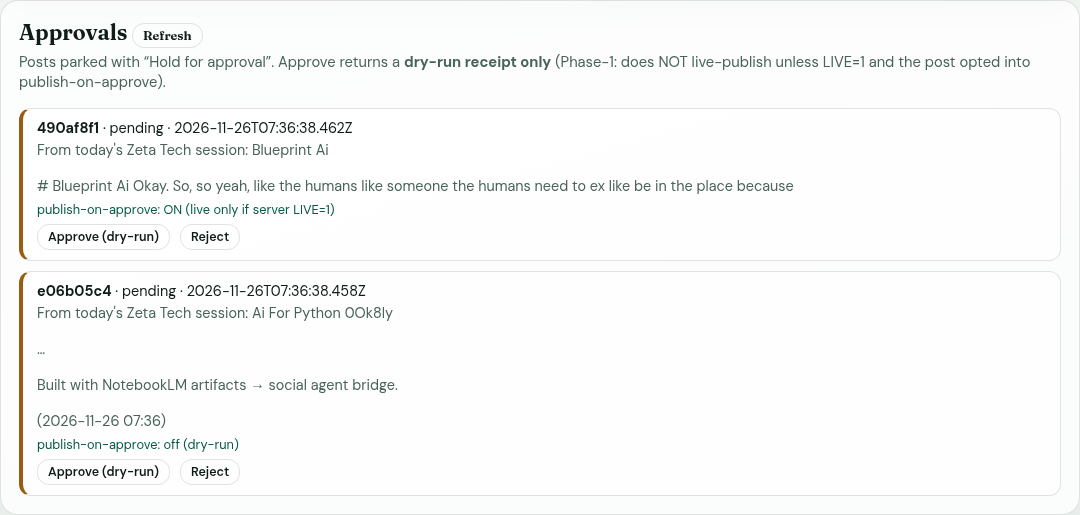 Approvals Refresh
Posts parked with “Hold for approval”. Approve returns a dry-run receipt only (Phase-1: does NOT live-publish unless LIVE=1 and the post opted into
publish-on-approve).
490af8f1 · pending · 2026-11-26T07:36:38.462Z
From today's Zeta Tech session: Blueprint Ai
# Blueprint Ai Okay. So, so yeah, like the humans like someone the humans need to ex like be in the place because
publish-on-approve: ON (live only if server LIVE=1)
Approve (dry-run) Reject
e06b05c4 · pending · 2026-11-26T07:36:38.458Z
From today's Zeta Tech session: Ai For Python 0Ok8ly
…
Built with NotebookLM artifacts → social agent bridge.
(2026-11-26 07:36)
publish-on-approve: off (dry-run)
Approve (dry-run) Reject